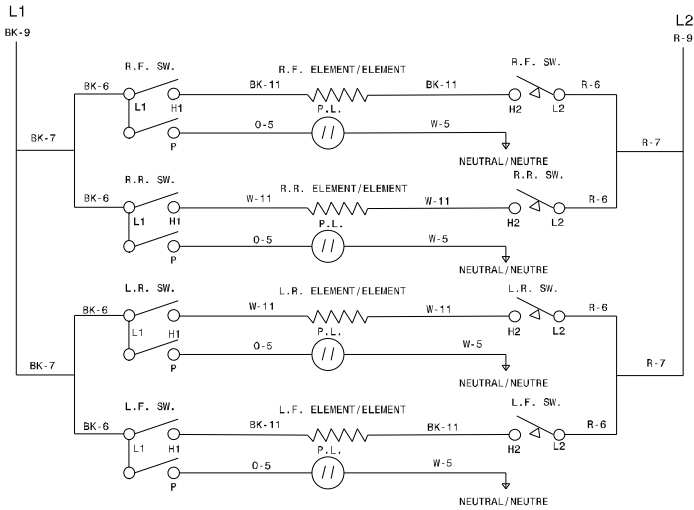 L1
L2
BK-9
R-9
R.F. SW.
R.F. ELEMENT/ELEMENT
R.F. SW.
BK-6
BK-11
BK-11
R-6
L1
H1
P.L.
H2
L2
O-5
W-5
BK-7
P
R-7
NEUTRAL/NEUTRE
R.R. SW.
R.R. ELEMENT/ELEMENT
R.R. SW.
BK-6
W-11
W-11
R-6
L1
H1
P.L.
H2
L2
O-5
W-5
P
NEUTRAL/NEUTRE
L.R. SW.
L.R. ELEMENT/ELEMENT
L.R. SW.
BK-6
W-11
W-11
R-6
L1
H1
P.L.
H2
L2
O-5
W-5
BK-7
P
R-7
NEUTRAL/NEUTRE
L.F. SW.
L.F. ELEMENT/ELEMENT
L.F. SW.
BK-6
BK-11
BK-11
R-6
L1
H1
P.L.
H2
L2
O-5
W-5
P
NEUTRAL/NEUTRE